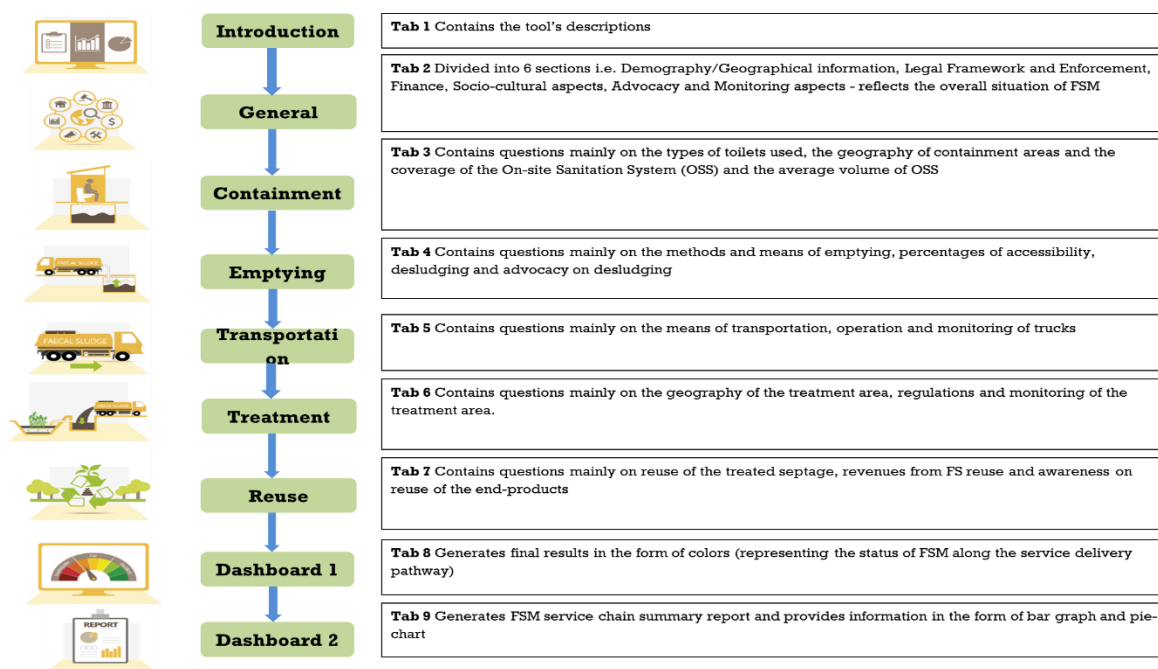 Introduction
Tab 1 Contains the tool's descriptions
General
Tab 2 Divided into 6 sections i.e. Demography/Geographical information, Legal Framework and Enforcement,
Finance, Socio-cultural aspects, Advocacy and Monitoring aspects - reflects the overall situation of FSM
Containment
Tab 3 Contains questions mainly on the types of toilets used, the geography of containment areas and the
coverage of the On-site Sanitation System (OSS) and the average volume of OSS
FAECAL SLUDGE
Emptying
Tab 4 Contains questions mainly on the methods and means of emptying, percentages of accessibility,
desludging and advocacy on desludging
FAECAL SLUDGE
Transportati
on
Tab 5 Contains questions mainly on the means of transportation, operation and monitoring of trucks
Treatment
Tab 6 Contains questions mainly on the geography of the treatment area, regulations and monitoring of the
treatment area.
Reuse
Tab 7 Contains questions mainly on reuse of the treated septage, revenues from FS reuse and awareness on
reuse of the end-products
Dashboard 1
Tab 8 Generates final results in the form of colors (representing the status of FSM along the service delivery
pathway)
REPORT
Dashboard 2
Tab 9 Generates FSM service chain summary report and provides information in the form of bar graph and pie-
chart